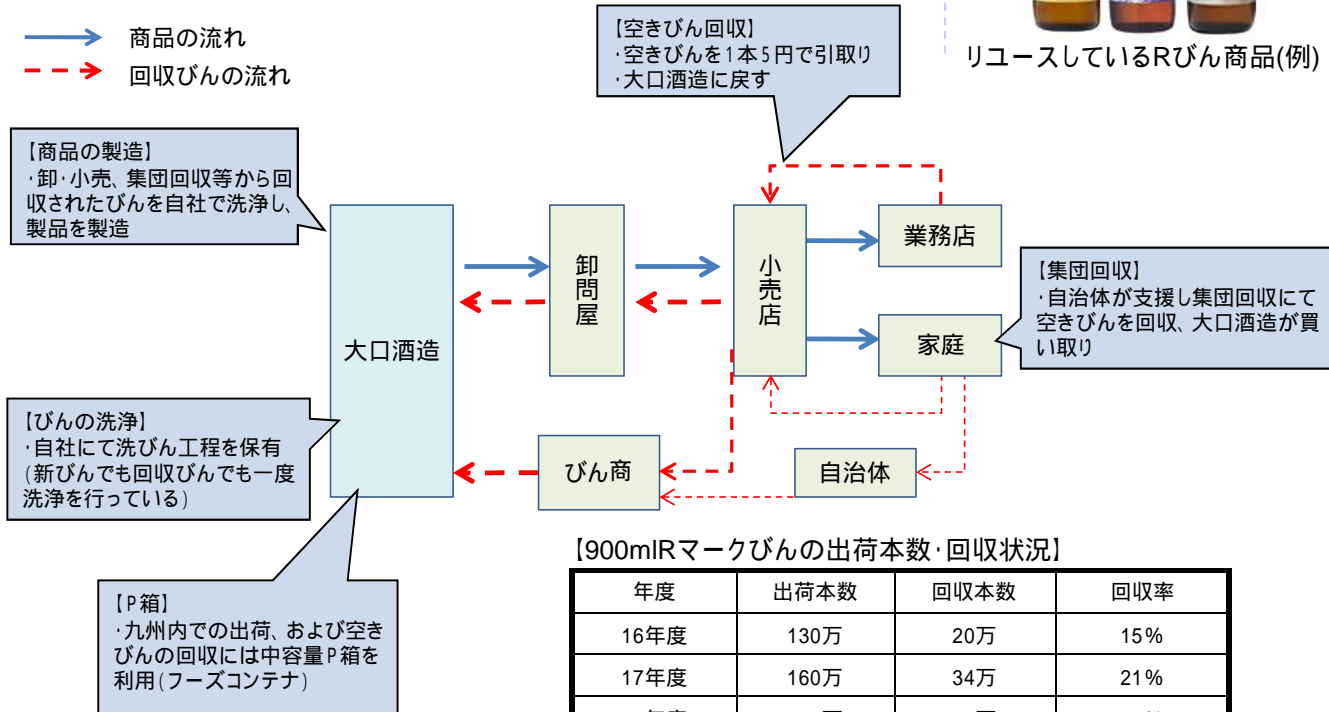 商品の流れ
回収びんの流れ
【空きびん回収】
･空きびんを1本5円で引取り
･大口酒造に戻す
リユースしているRびん商品(例)
【商品の製造】
･卸･小売、集団回収等から回
収されたびんを自社で洗浄し、
製品を製造
大口酒造
卸問屋
小売店
業務店
家庭
【集団回収】
･自治体が支援し集団回収にて
空きびんを回収、大口酒造が買
い取り
【びんの洗浄】
･自社にて洗びん工程を保有
(新びんでも回収びんでも一度
洗浄を行っている)
びん商
自治体
【P箱】
･九州内での出荷、および空き
びんの回収には中容量P箱を
利用(フーズコンテナ)
【900mlRマークびんの出荷本数･回収状況】
年度 出荷本数 回収本数 回収率
16年度 130万 20万 15%
17年度 160万 34万 21%